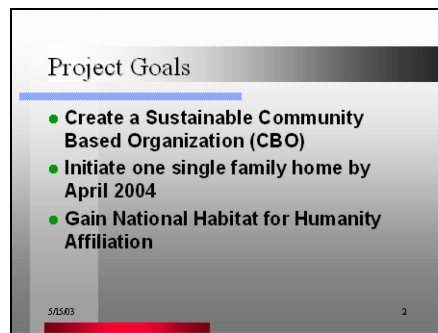 Project Goals
Create a Sustainable Community
Based Organization (CBO)
Initiate one single family home by
April 2004
Gain National Habitat for Humanity
Affiliation
5/15/03
2